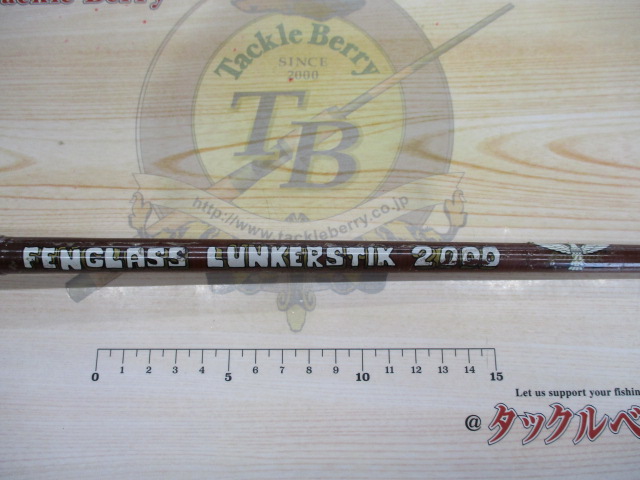 ackle Berry
Tackle Berry
SINCE
2000
TB
http://www.tackleberry.co.jp
FENGLASS LUNKERSTIK 2000
0 1 2 3 4 5 6 7 8 9 10 11 12 13 14 15
Let us support your fishin
@タックルベ